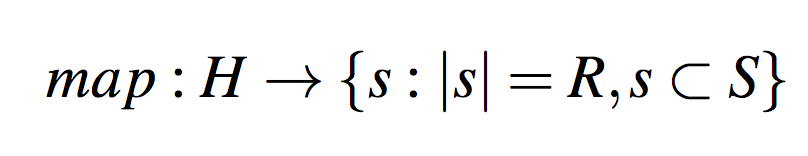 map : H → {s : |s| = R, s ⊂ S}